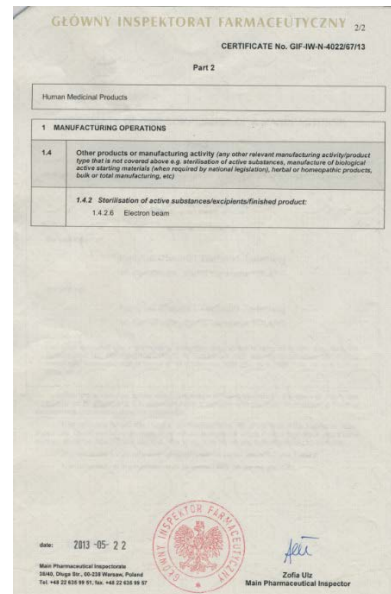 GŁÓWNY INSPEKTORAT FARMACEUTYCZNY 2/2
CERTIFICATE No. GIF-IW-N-4022/67/13
Part 2
Human Medicinal Products
1 MANUFACTURING OPERATIONS
1.4 Other products or manufacturing activity (any other relevant manufacturing activity/product
type that is not covered above e.g. sterilisation of active substances, manufacture of biological
active starting materials (when required by national legislation), herbal or homeopathic products,
bulk or total manufacturing, etc)
1.4.2 Sterilisation of active substances/excipients/finished product:
1.4.2.6 Electron beam
GŁÓWNY INSPEKTOR FARMACEUTYCZNY
date: 2013 -05- 22
Main Pharmaceutical Inspectorate
38/40, Długa Str., 00-238 Warsaw, Poland
Tel. +48 22 635 99 51, fax. +48 22 635 99 57
Zofia Ulz
Main Pharmaceutical Inspector